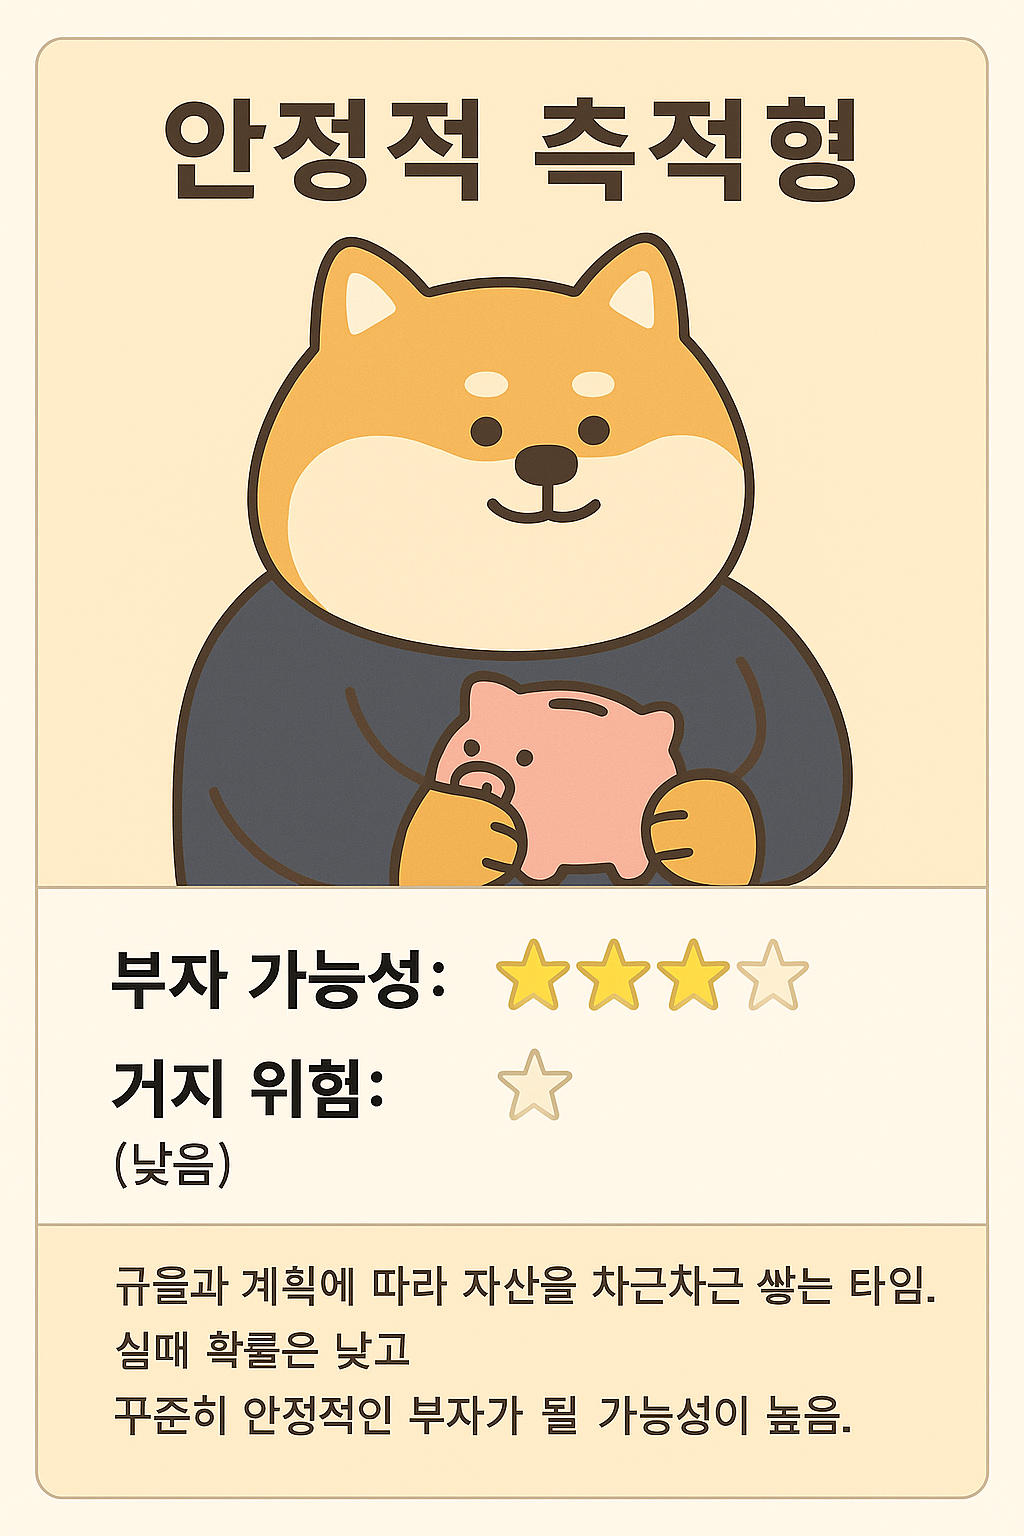 안정적 측적형
부자 가능성:
거지 위험:
(낮음)
규율과 계획에 따라 자산을 차근차근 쌓는 타임.
실때 확률은 낮고
꾸준히 안정적인 부자가 될 가능성이 높음.